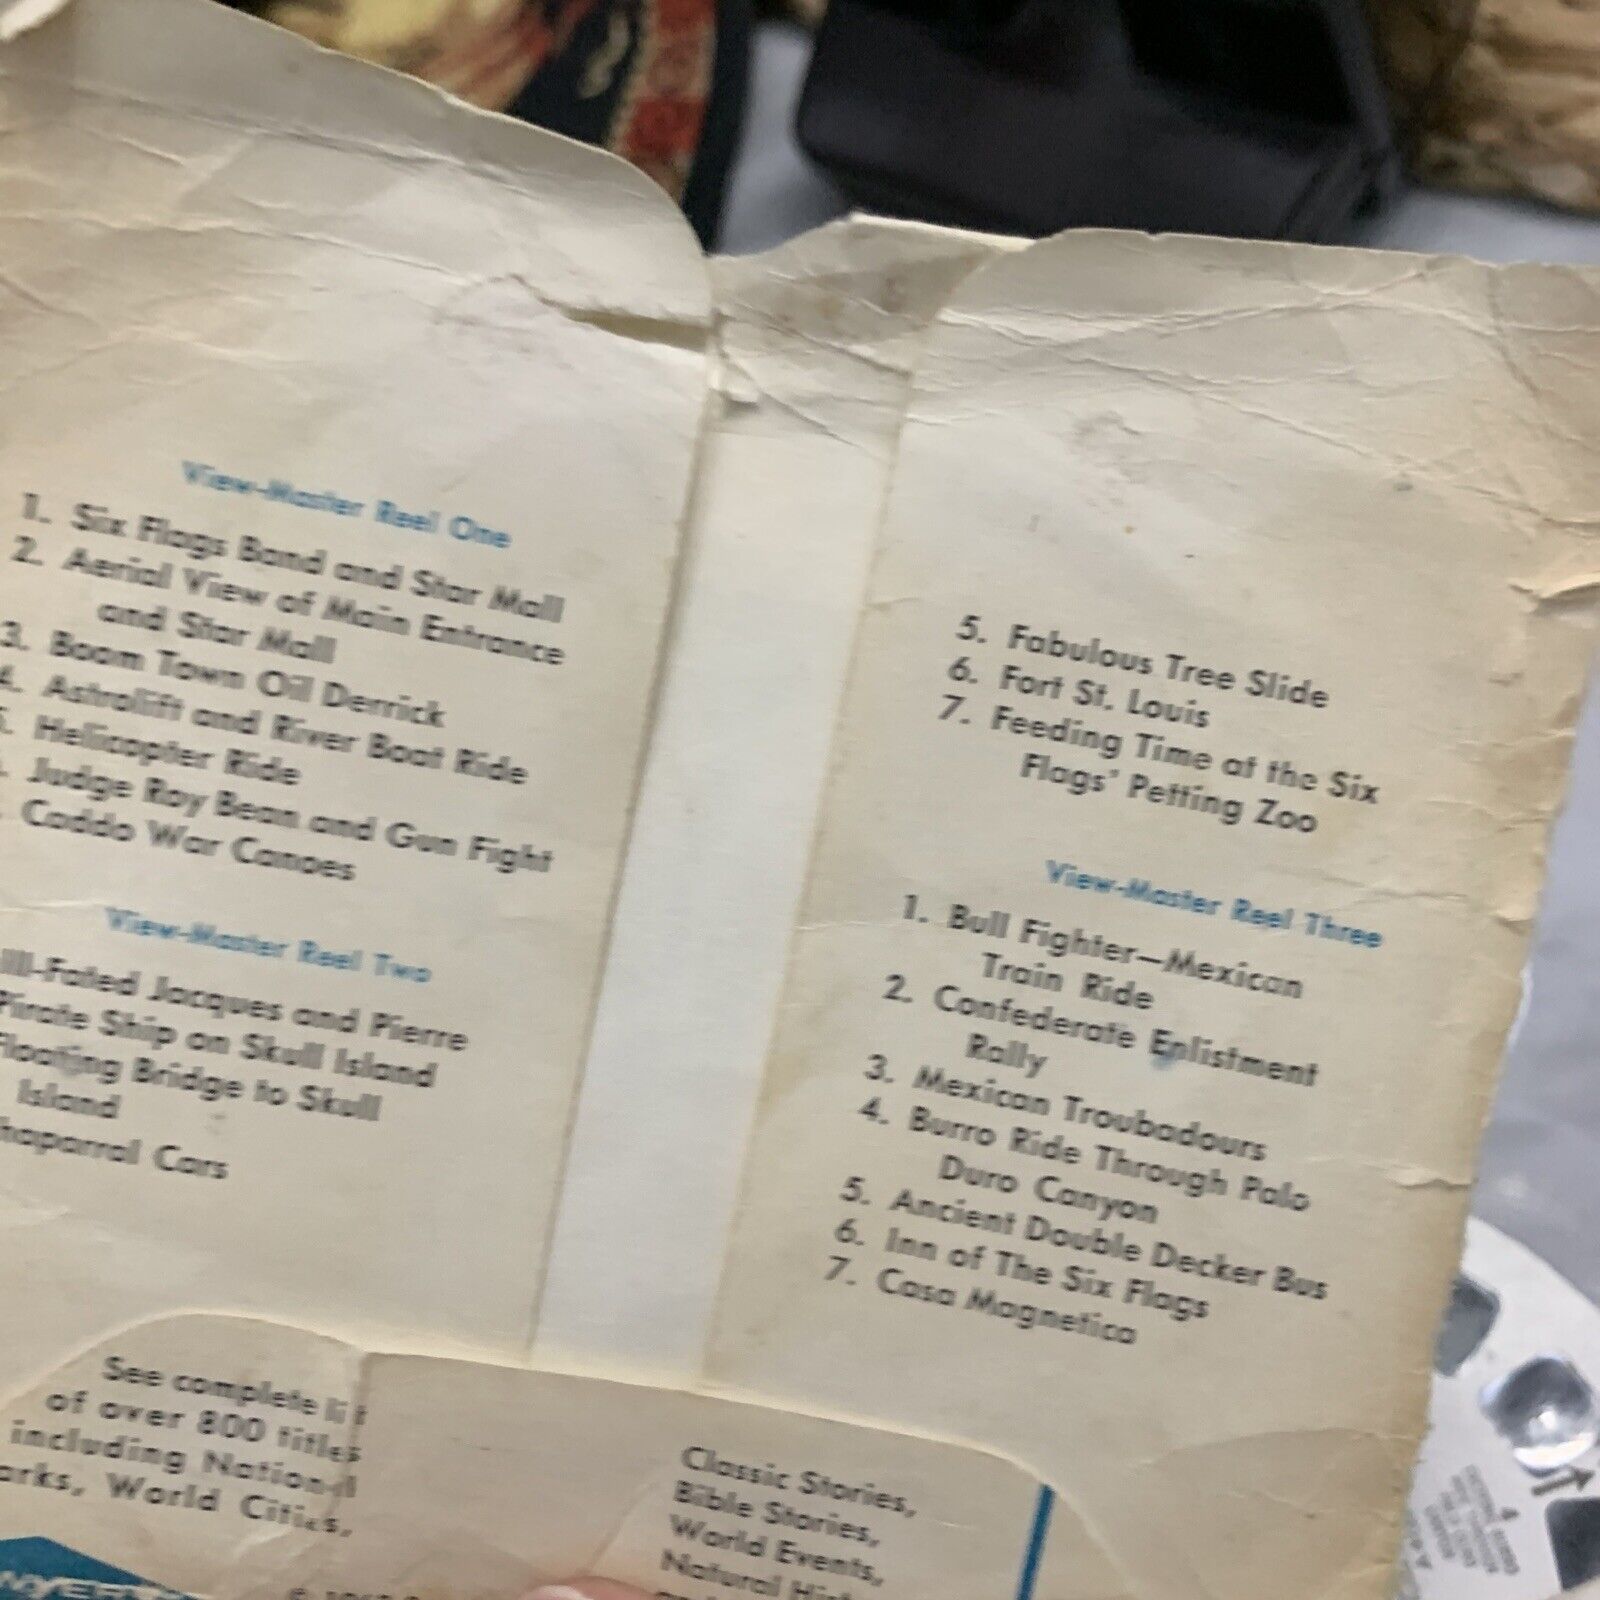 View-Master Reel One
1. Six Flags Band and Star Mall
2. Aerial View of Main Entrance
and Star Mall
3. Boom Town Oil Derrick
4. Astrolift and River Boat Ride
5. Helicopter Ride
Judge Roy Bean and Gun Fight
Caddo War Canoes
View-Master Reel Two
Ill-Fated Jacques and Pierre
Pirate Ship on Skull Island
Floating Bridge to Skull
Island
haparral Cars
5. Fabulous Tree Slide
6. Fort St. Louis
7. Feeding Time at the Six
Flags' Petting Zoo
View-Master Reel Three
1. Bull Fighter—Mexican
Train Ride
2. Confederate Enlistment
Rally
3. Mexican Troubadours
4. Burro Ride Through Palo
Duro Canyon
5. Ancient Double Decker Bus
6. Inn of The Six Flags
7. Casa Magnetica
See complete
of over 800 titles
including Nation
arks, World Cities,
Classic Stories,
Bible Stories,
World Events,
Natural